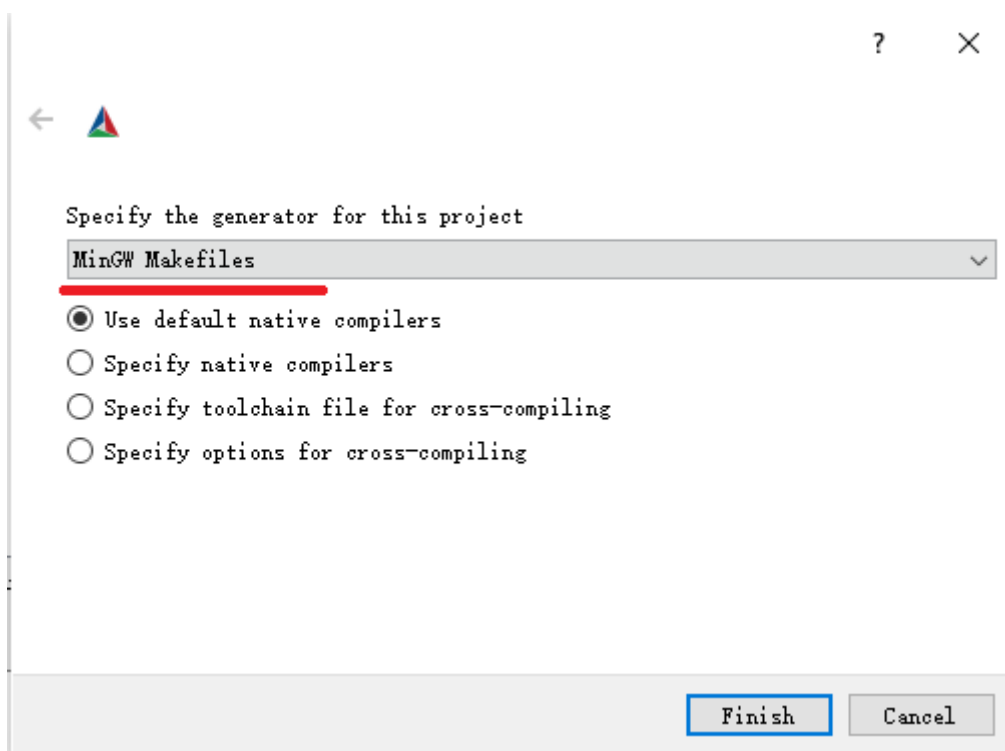 ?
Specify the generator for this project
MinGW Makefiles
Use default native compilers
Specify native compilers
Specify toolchain file for cross-compiling
Specify options for cross-compiling
Finish Cancel